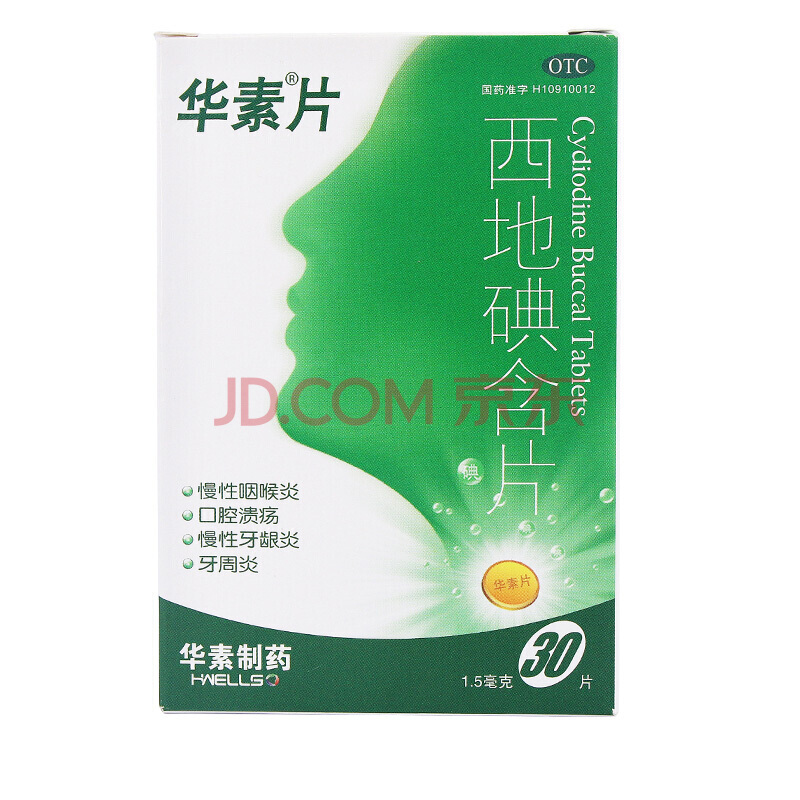 华素®片
OTC
国药准字 H10910012
西地碘含片
Cydiodine Buccal Tablets
JD.COM 京东
碘
慢性咽喉炎
口腔溃疡
慢性牙龈炎
牙周炎
华素片
华素制药
HWELLSO
1.5毫克
30
片